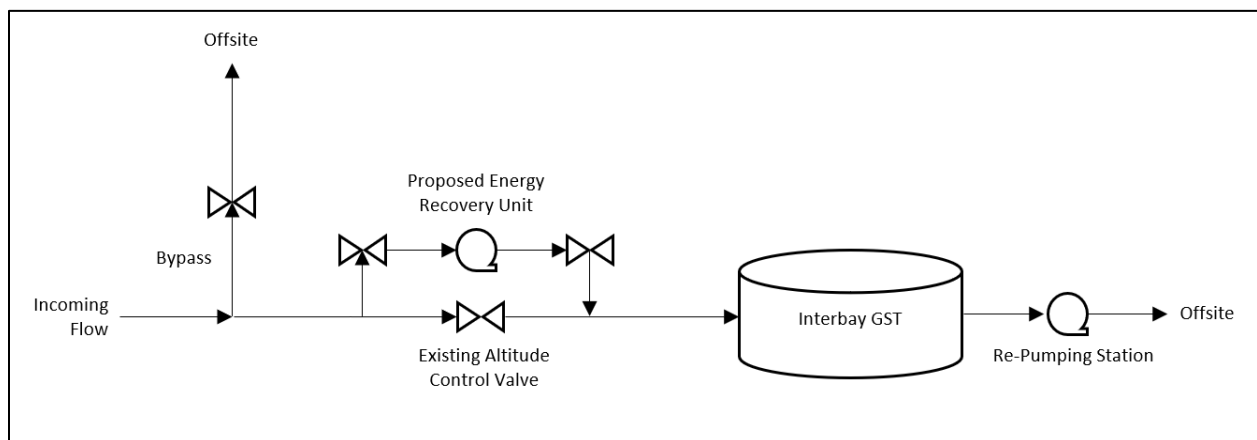 Offsite
Proposed Energy
Recovery Unit
Bypass
Incoming
Flow
Existing Altitude
Control Valve
Interbay GST
Re-Pumping Station
Offsite